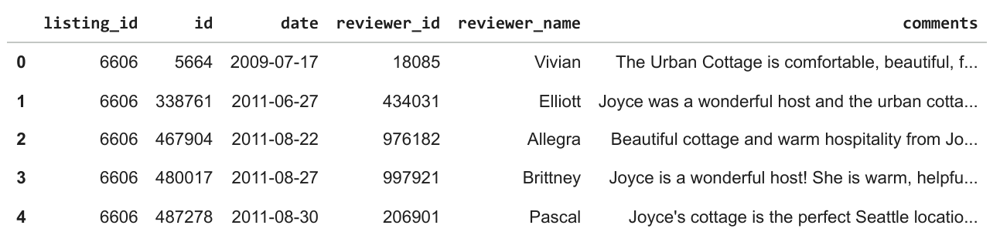 listing_id id date reviewer_id reviewer_name comments
0 6606 5664 2009-07-17 18085 Vivian The Urban Cottage is comfortable, beautiful, f...
1 6606 338761 2011-06-27 434031 Elliott Joyce was a wonderful host and the urban cotta...
2 6606 467904 2011-08-22 976182 Allegra Beautiful cottage and warm hospitality from Jo...
3 6606 480017 2011-08-27 997921 Brittney Joyce is a wonderful host! She is warm, helpfu...
4 6606 487278 2011-08-30 206901 Pascal Joyce's cottage is the perfect Seattle locatio...